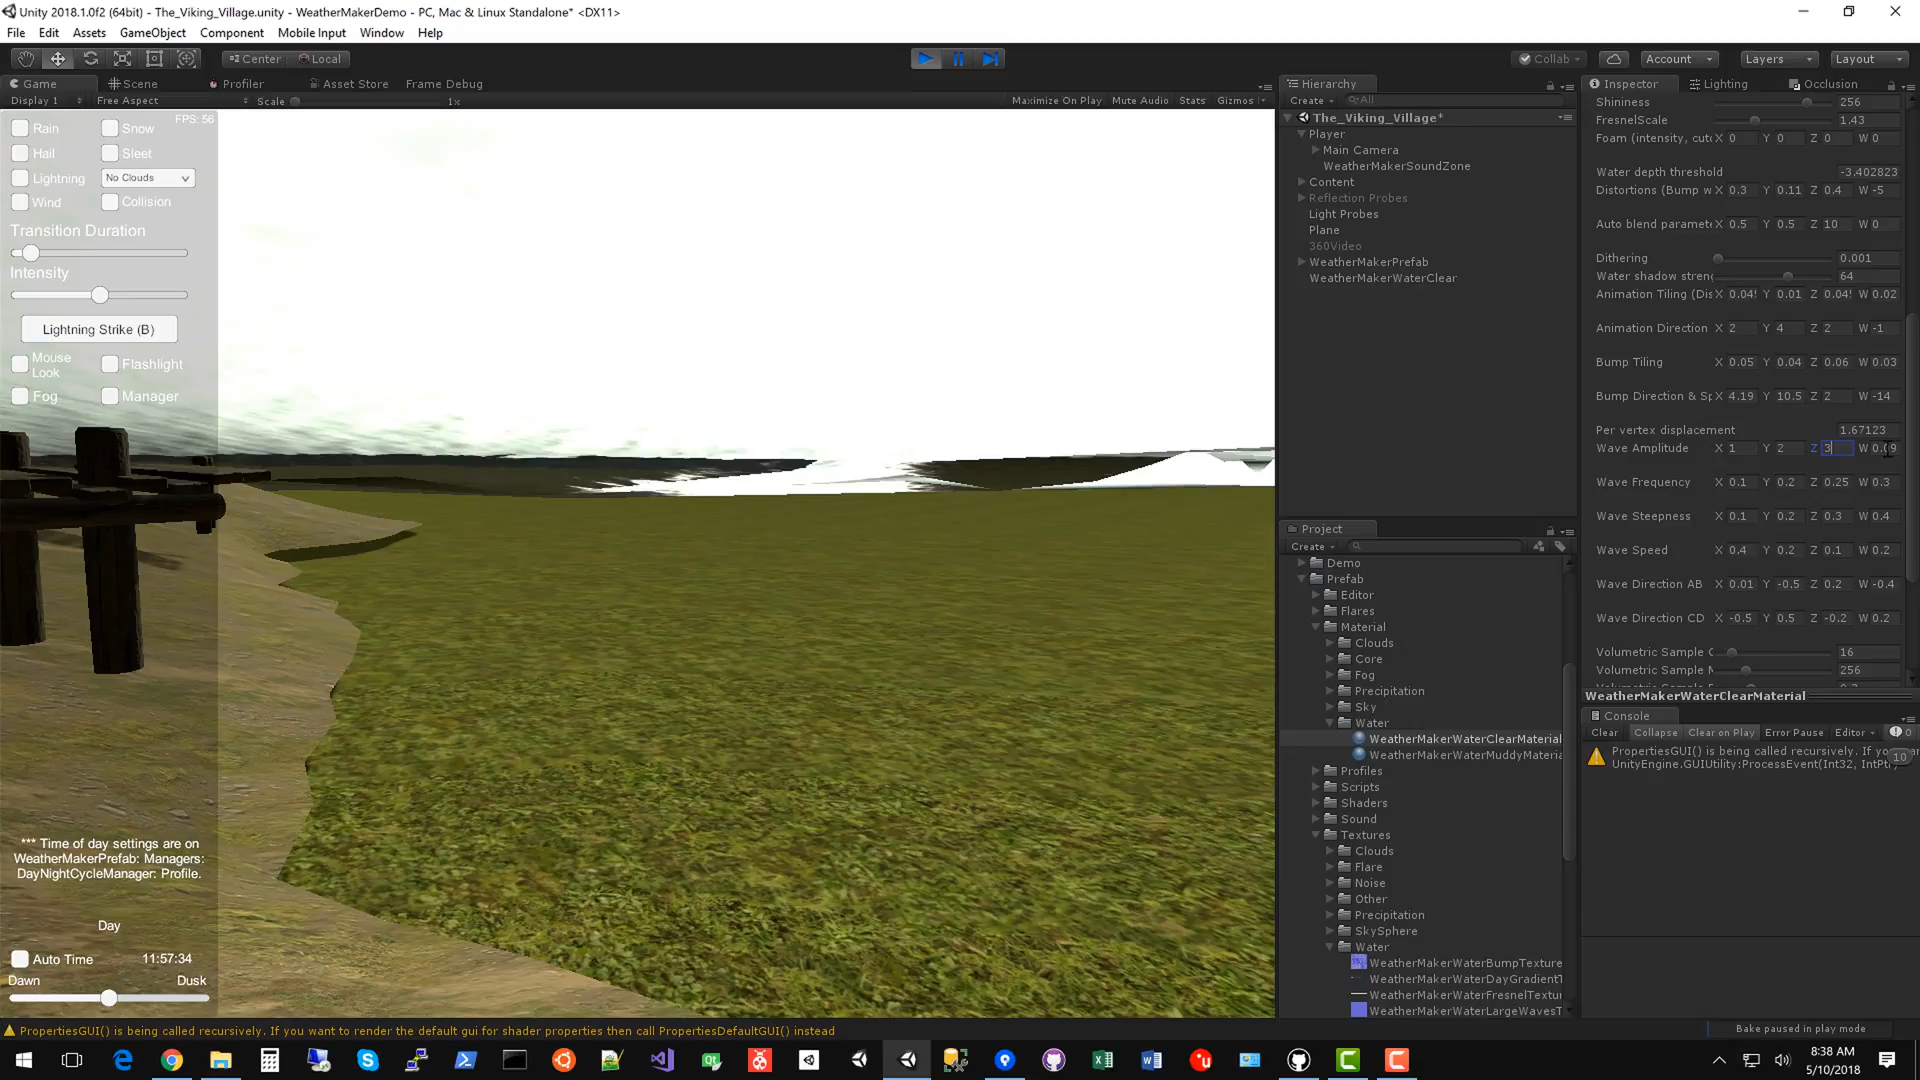 Unity 2018.1.0f2 (64bit) - The_Viking_Village.unity - WeatherMakerDemo - PC, Mac & Linux Standalone* <DX11>
File Edit Assets GameObject Component Mobile Input Window Help
Center Local Collab Account Layers Layout
Game Scene Profiler Asset Store Frame Debug
Display 1 Free Aspect Scale 1x Maximize On Play Mute Audio Stats Gizmos
FPS: 56
Rain Snow
Hail Sleet
Lightning No Clouds
Wind Collision
Transition Duration
Intensity
Lightning Strike (B)
Mouse Look Flashlight
Fog Manager
*** Time of day settings are on
WeatherMakerPrefab: Managers:
DayNightCycleManager: Profile.
Day
Auto Time 11:57:34
Dawn Dusk
Hierarchy
Create All
The_Viking_Village*
Player
Main Camera
WeatherMakerSoundZone
Content
Reflection Probes
Light Probes
Plane
360Video
WeatherMakerPrefab
WeatherMakerWaterClear
Project
Create
Demo
Prefab
Editor
Flares
Material
Clouds
Core
Fog
Precipitation
Sky
Water
WeatherMakerWaterClearMaterial
WeatherMakerWaterMuddyMateria
Profiles
Scripts
Shaders
Sound
Textures
Clouds
Flare
Noise
Other
Precipitation
SkySphere
Water
WeatherMakerWaterBumpTexture
WeatherMakerWaterDayGradientT
WeatherMakerWaterFresnelTextur
WeatherMakerWaterLargeWavesT
Inspector Lighting Occlusion
Shininess 256
FresnelScale 1.43
Foam (intensity, cut X 0 Y 0 Z 0 W 0
Water depth threshold -3.402823
Distortions (Bump w X 0.3 Y 0.11 Z 0.4 W -5
Auto blend paramet X 0.5 Y 0.5 Z 10 W 0
Dithering 0.001
Water shadow stren 64
Animation Tiling (Dis X 0.04 Y 0.01 Z 0.04 W 0.02
Animation Direction X 2 Y 4 Z 2 W -1
Bump Tiling X 0.05 Y 0.04 Z 0.06 W 0.03
Bump Direction & Sp X 4.19 Y 10.5 Z 2 W -14
Per vertex displacement 1.67123
Wave Amplitude X 1 Y 2 Z 3 W 0.09
Wave Frequency X 0.1 Y 0.2 Z 0.25 W 0.3
Wave Steepness X 0.1 Y 0.2 Z 0.3 W 0.4
Wave Speed X 0.4 Y 0.2 Z 0.1 W 0.2
Wave Direction AB X 0.01 Y -0.5 Z 0.2 W -0.4
Wave Direction CD X -0.5 Y 0.5 Z -0.2 W 0.2
Volumetric Sample C 16
Volumetric Sample M 256
WeatherMakerWaterClearMaterial
Console
Clear Collapse Clear on Play Error Pause Editor 0
PropertiesGUI() is being called recursively. If you
UnityEngine.GUIUtility:ProcessEvent(Int32, IntPt 10
PropertiesGUI() is being called recursively. If you want to render the default gui for shader properties then call PropertiesDefaultGUI() instead
Bake paused in play mode
8:38 AM
5/10/2018